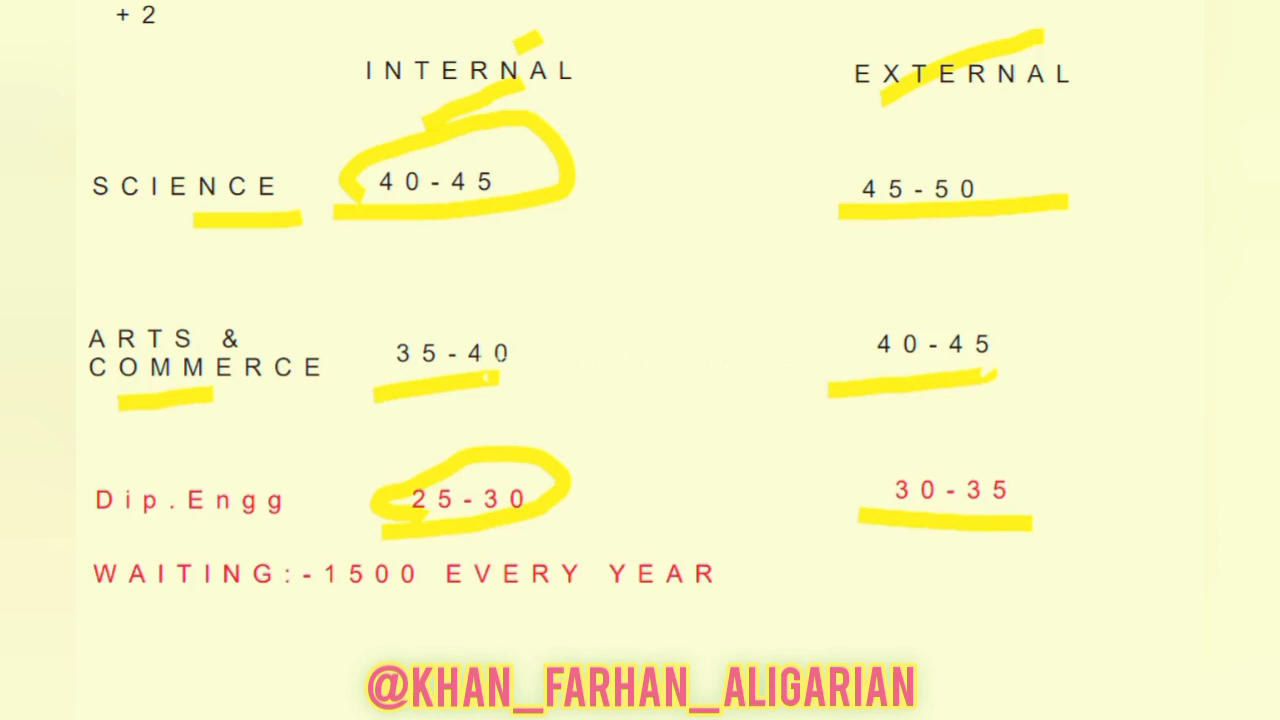 +2
INTERNAL EXTERNAL
SCIENCE 40-45 45-50
ARTS &
COMMERCE 35-40 40-45
Dip.Engg 25-30 30-35
WAITING:-1500 EVERY YEAR
@KHAN_FARHAN_ALIGARIAN